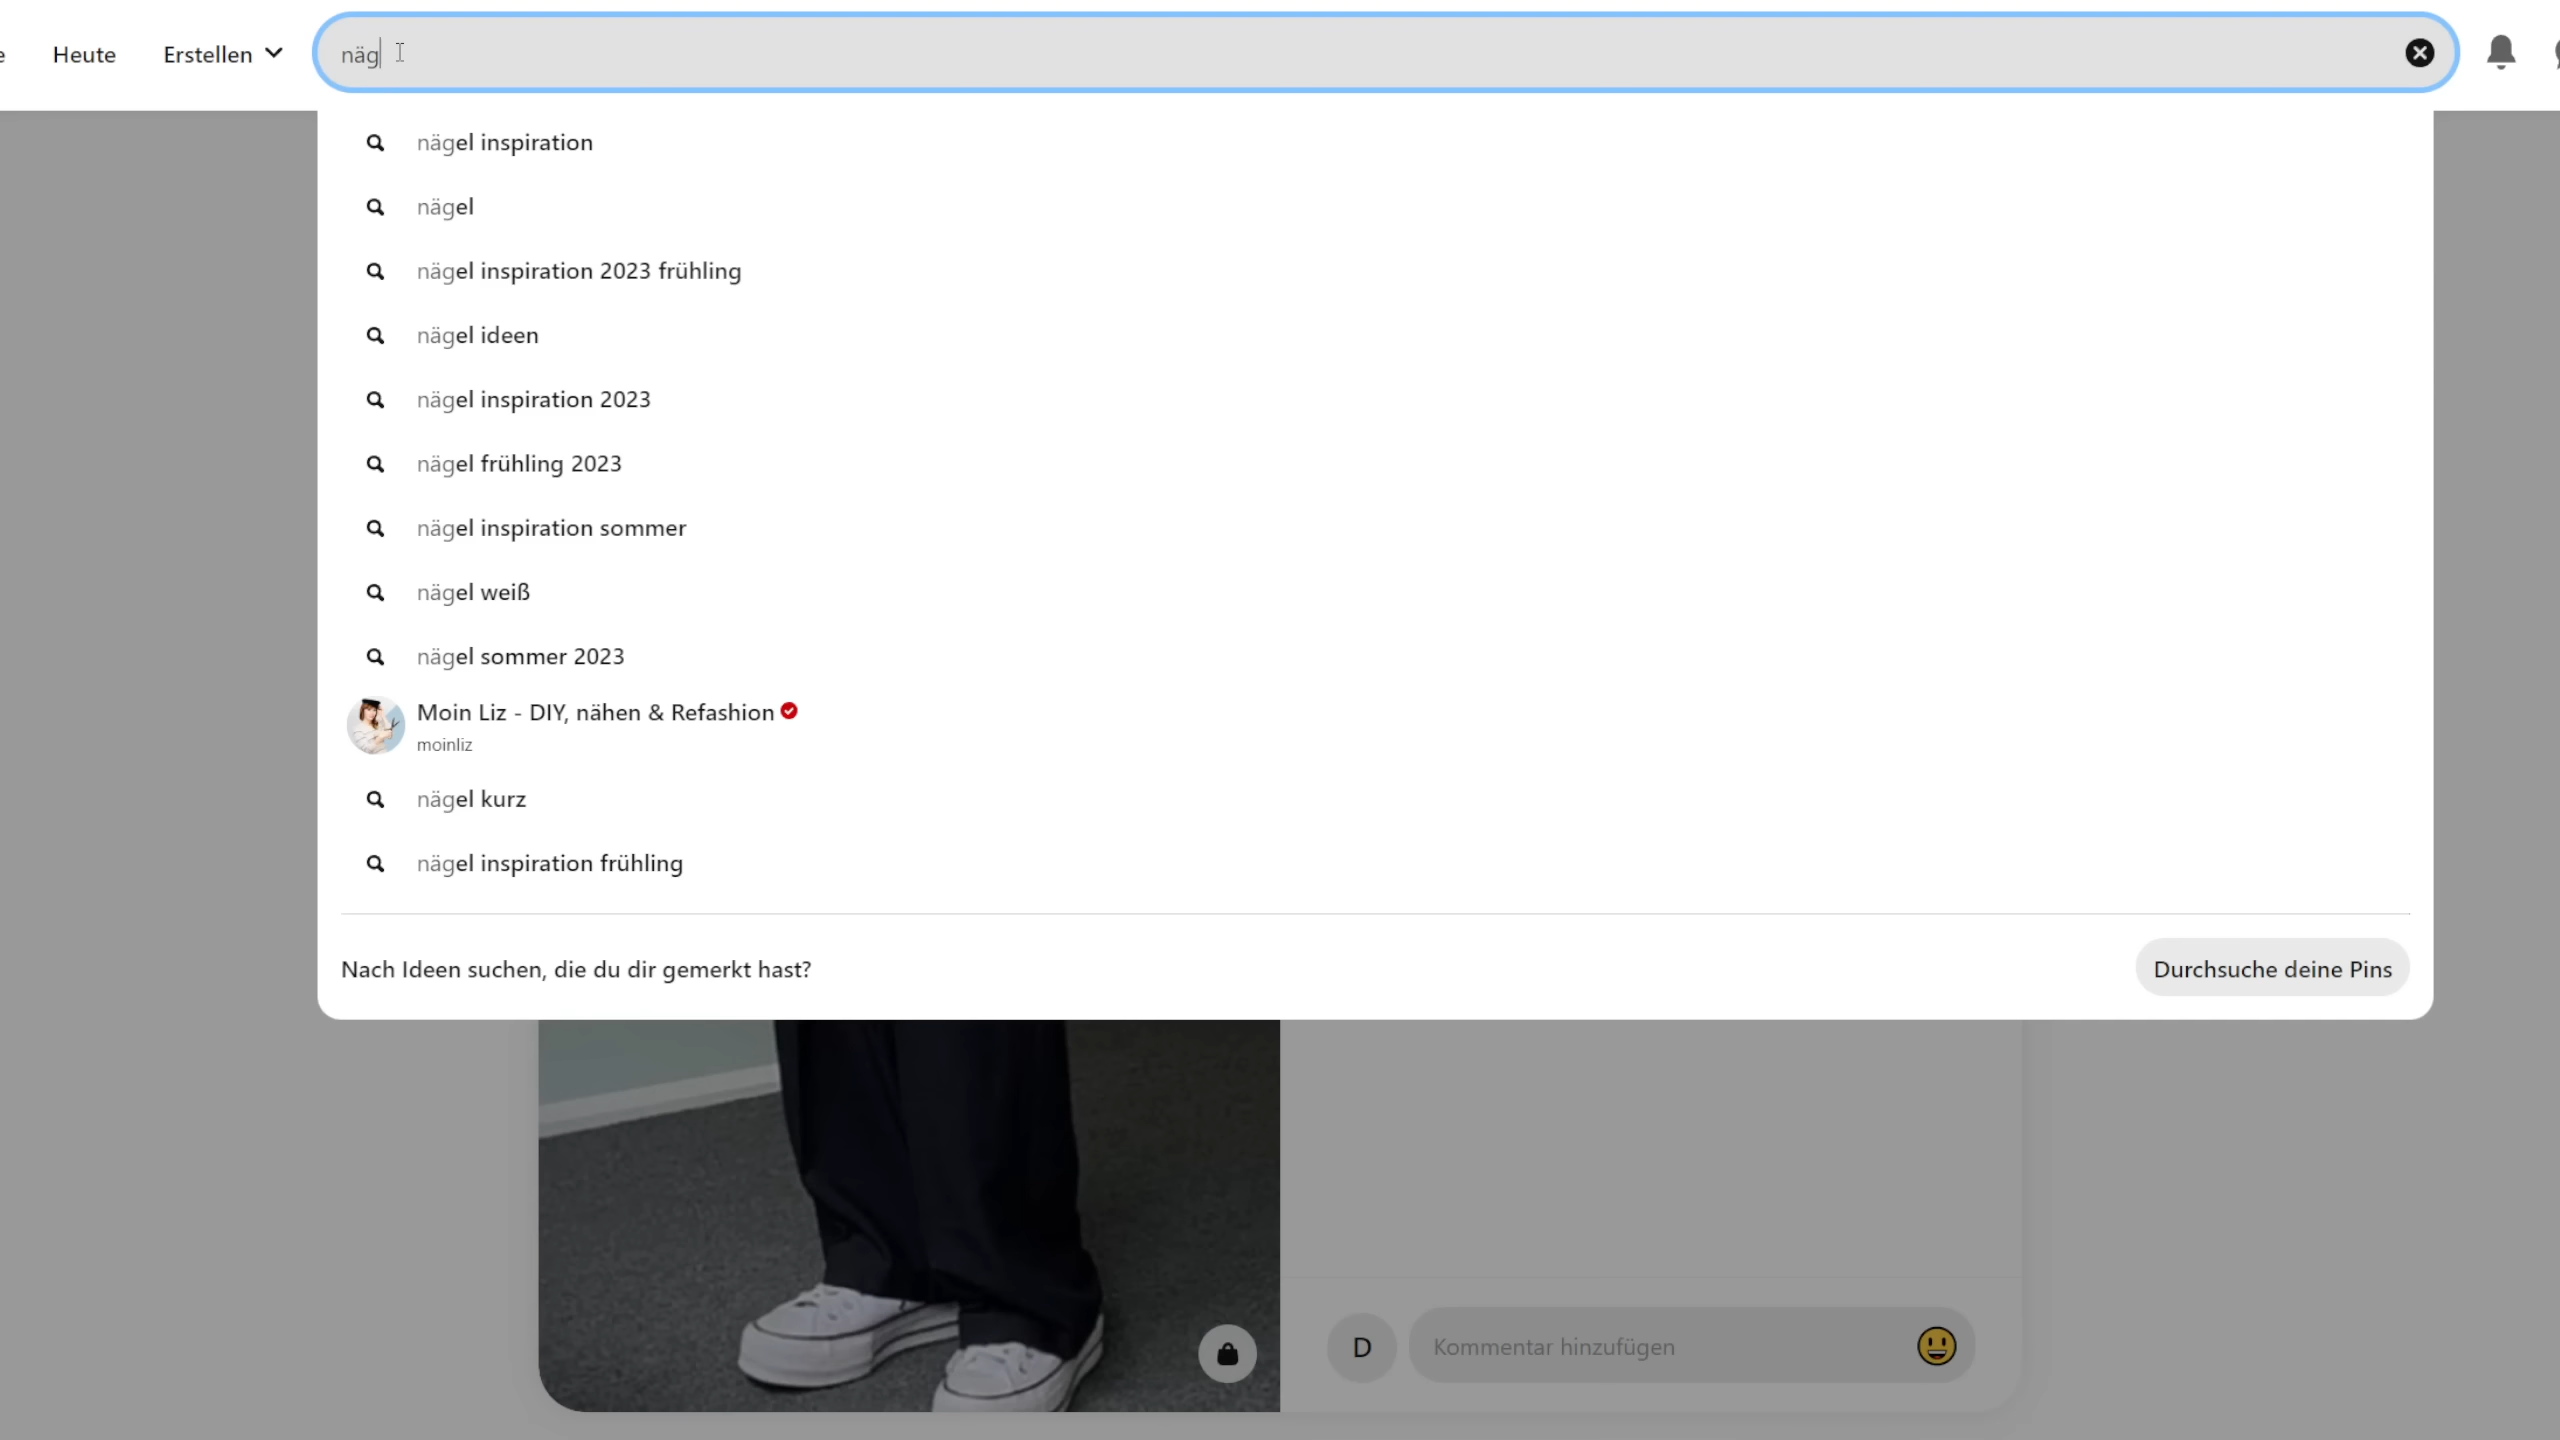 Heute
Erstellen
näg
nägel inspiration
nägel
nägel inspiration 2023 frühling
nägel ideen
nägel inspiration 2023
nägel frühling 2023
nägel inspiration sommer
nägel weiß
nägel sommer 2023
Moin Liz - DIY, nähen & Refashion
moinliz
nägel kurz
nägel inspiration frühling
Nach Ideen suchen, die du dir gemerkt hast?
Durchsuche deine Pins
D
Kommentar hinzufügen